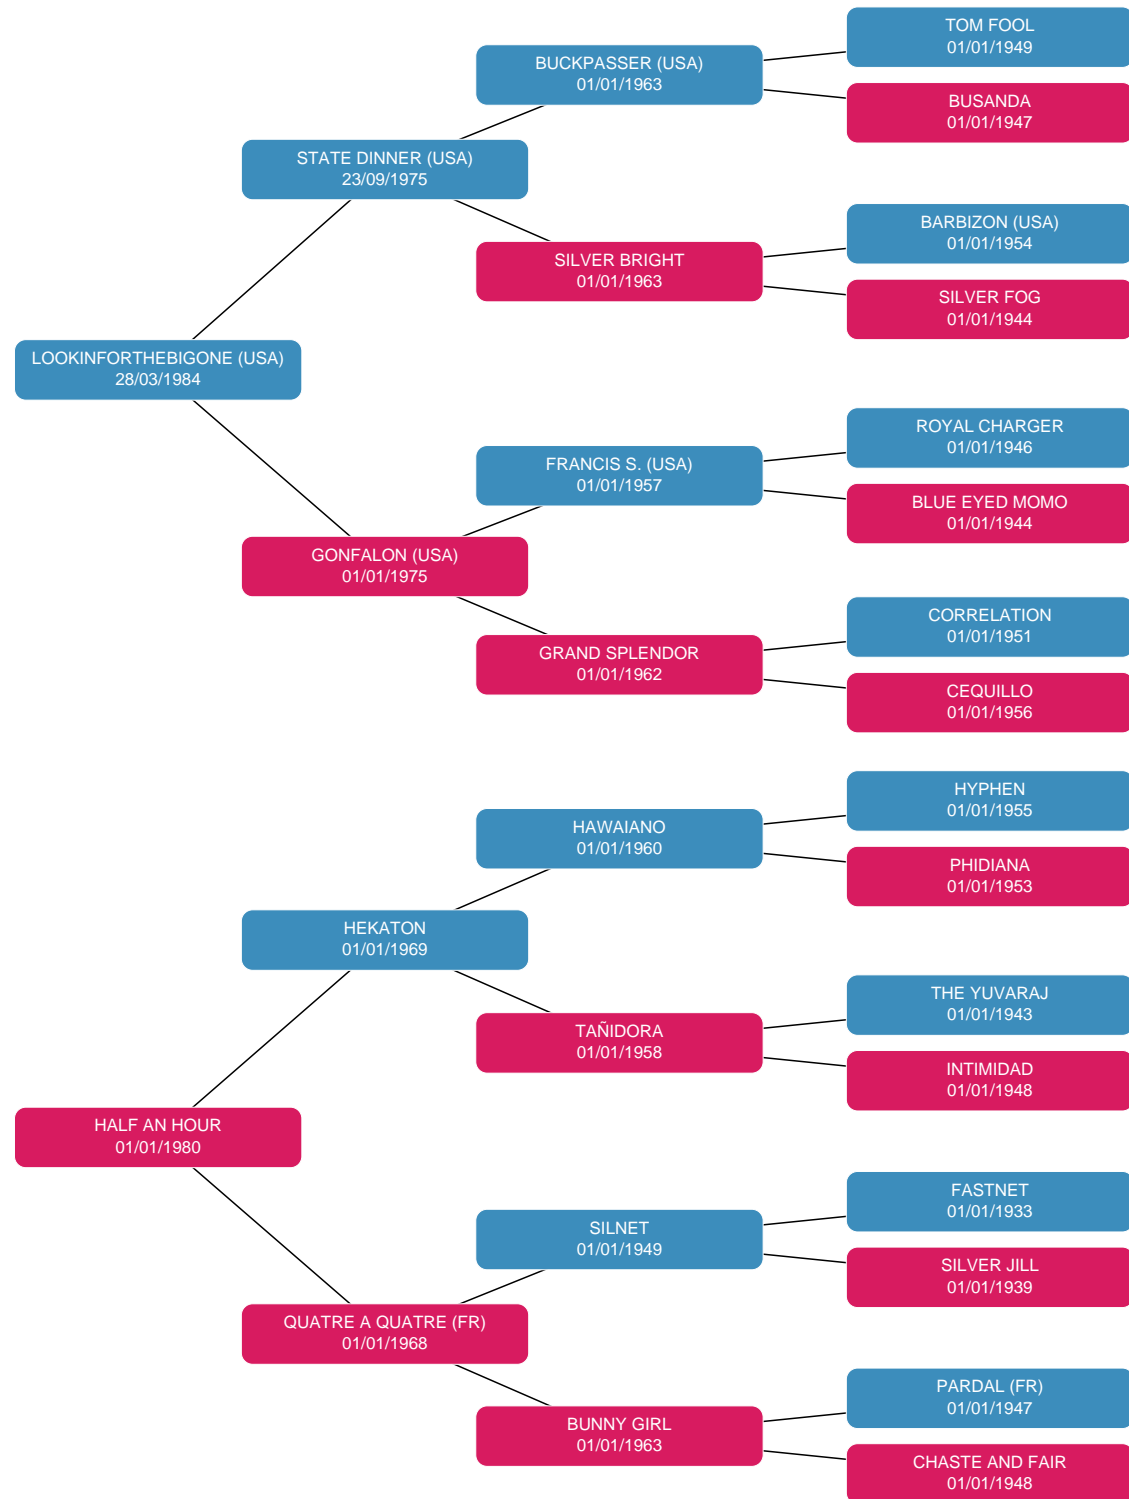 TOM FOOL
01/01/1949
BUCKPASSER (USA)
01/01/1963
BUSANDA
01/01/1947
STATE DINNER (USA)
23/09/1975
BARBIZON (USA)
01/01/1954
SILVER BRIGHT
01/01/1963
SILVER FOG
01/01/1944
LOOKINFORTHEBIGONE (USA)
28/03/1984
ROYAL CHARGER
01/01/1946
FRANCIS S. (USA)
01/01/1957
BLUE EYED MOMO
01/01/1944
GONFALON (USA)
01/01/1975
CORRELATION
01/01/1951
GRAND SPLENDOR
01/01/1962
CEQUILLO
01/01/1956
HYPHEN
01/01/1955
HAWAIANO
01/01/1960
PHIDIANA
01/01/1953
HEKATON
01/01/1969
THE YUVARAJ
01/01/1943
TAÑIDORA
01/01/1958
INTIMIDAD
01/01/1948
HALF AN HOUR
01/01/1980
FASTNET
01/01/1933
SILNET
01/01/1949
SILVER JILL
01/01/1939
QUATRE A QUATRE (FR)
01/01/1968
PARDAL (FR)
01/01/1947
BUNNY GIRL
01/01/1963
CHASTE AND FAIR
01/01/1948